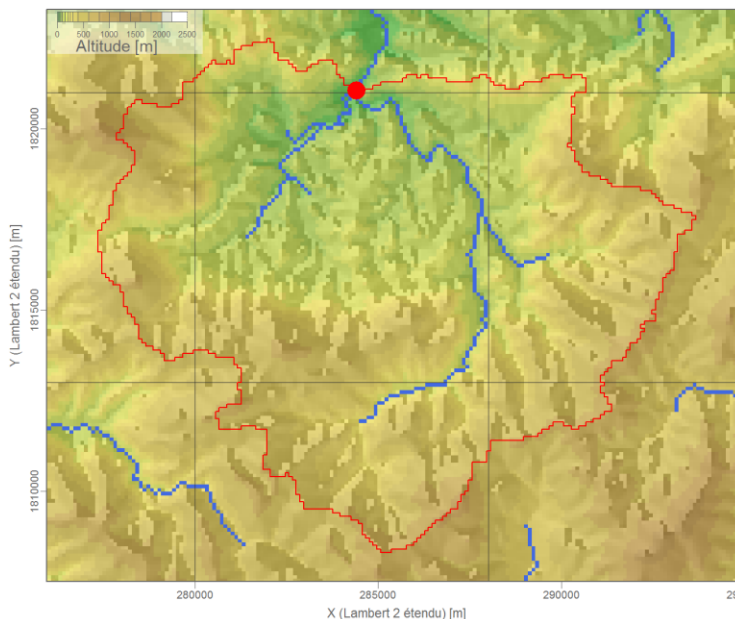 0 500 1000 1500 2000 2500
Altitude [m]
1820000
1815000
1810000
Y (Lambert 2 étendu) [m]
280000 285000 290000 29
X (Lambert 2 étendu) [m]